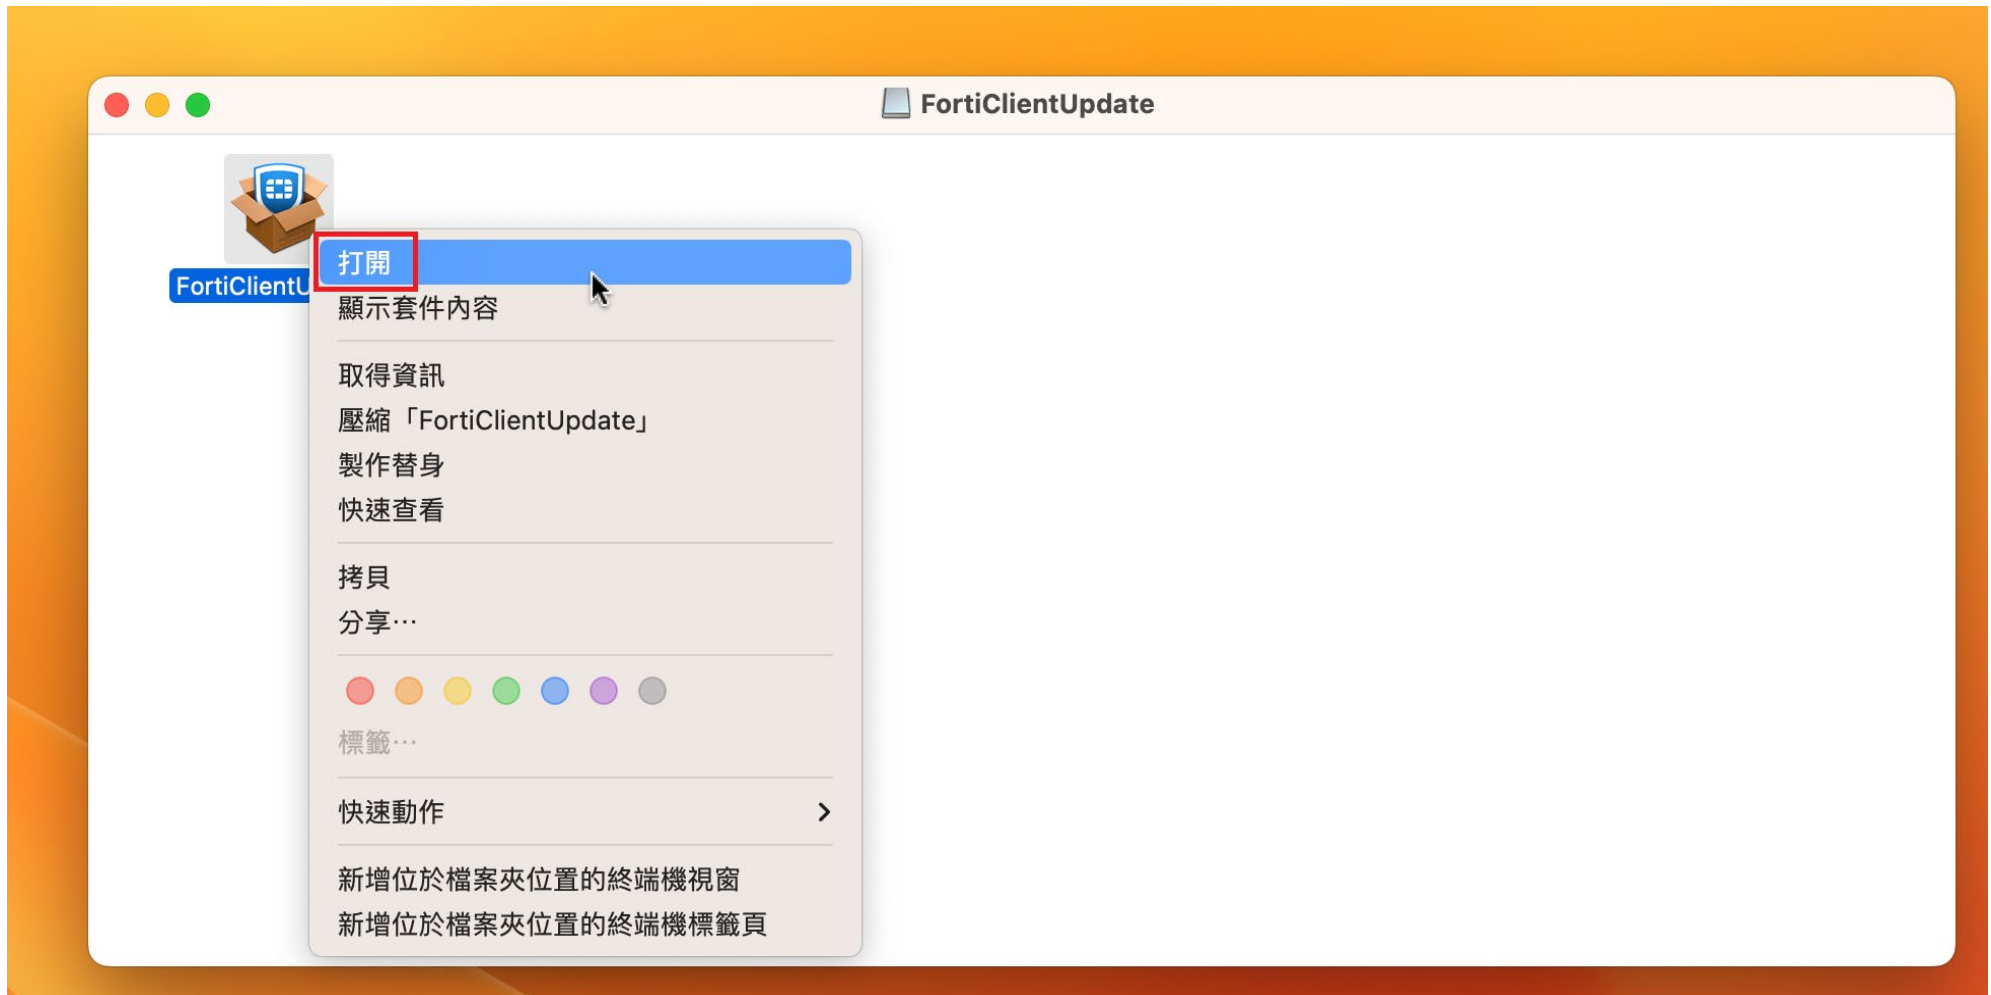 FortiClientUpdate
FortiClientU
打開
顯示套件內容
取得資訊
壓縮「FortiClientUpdate」
製作替身
快速查看
拷貝
分享⋯
標籤⋯
快速動作
新增位於檔案夾位置的終端機視窗
新增位於檔案夾位置的終端機標籤頁